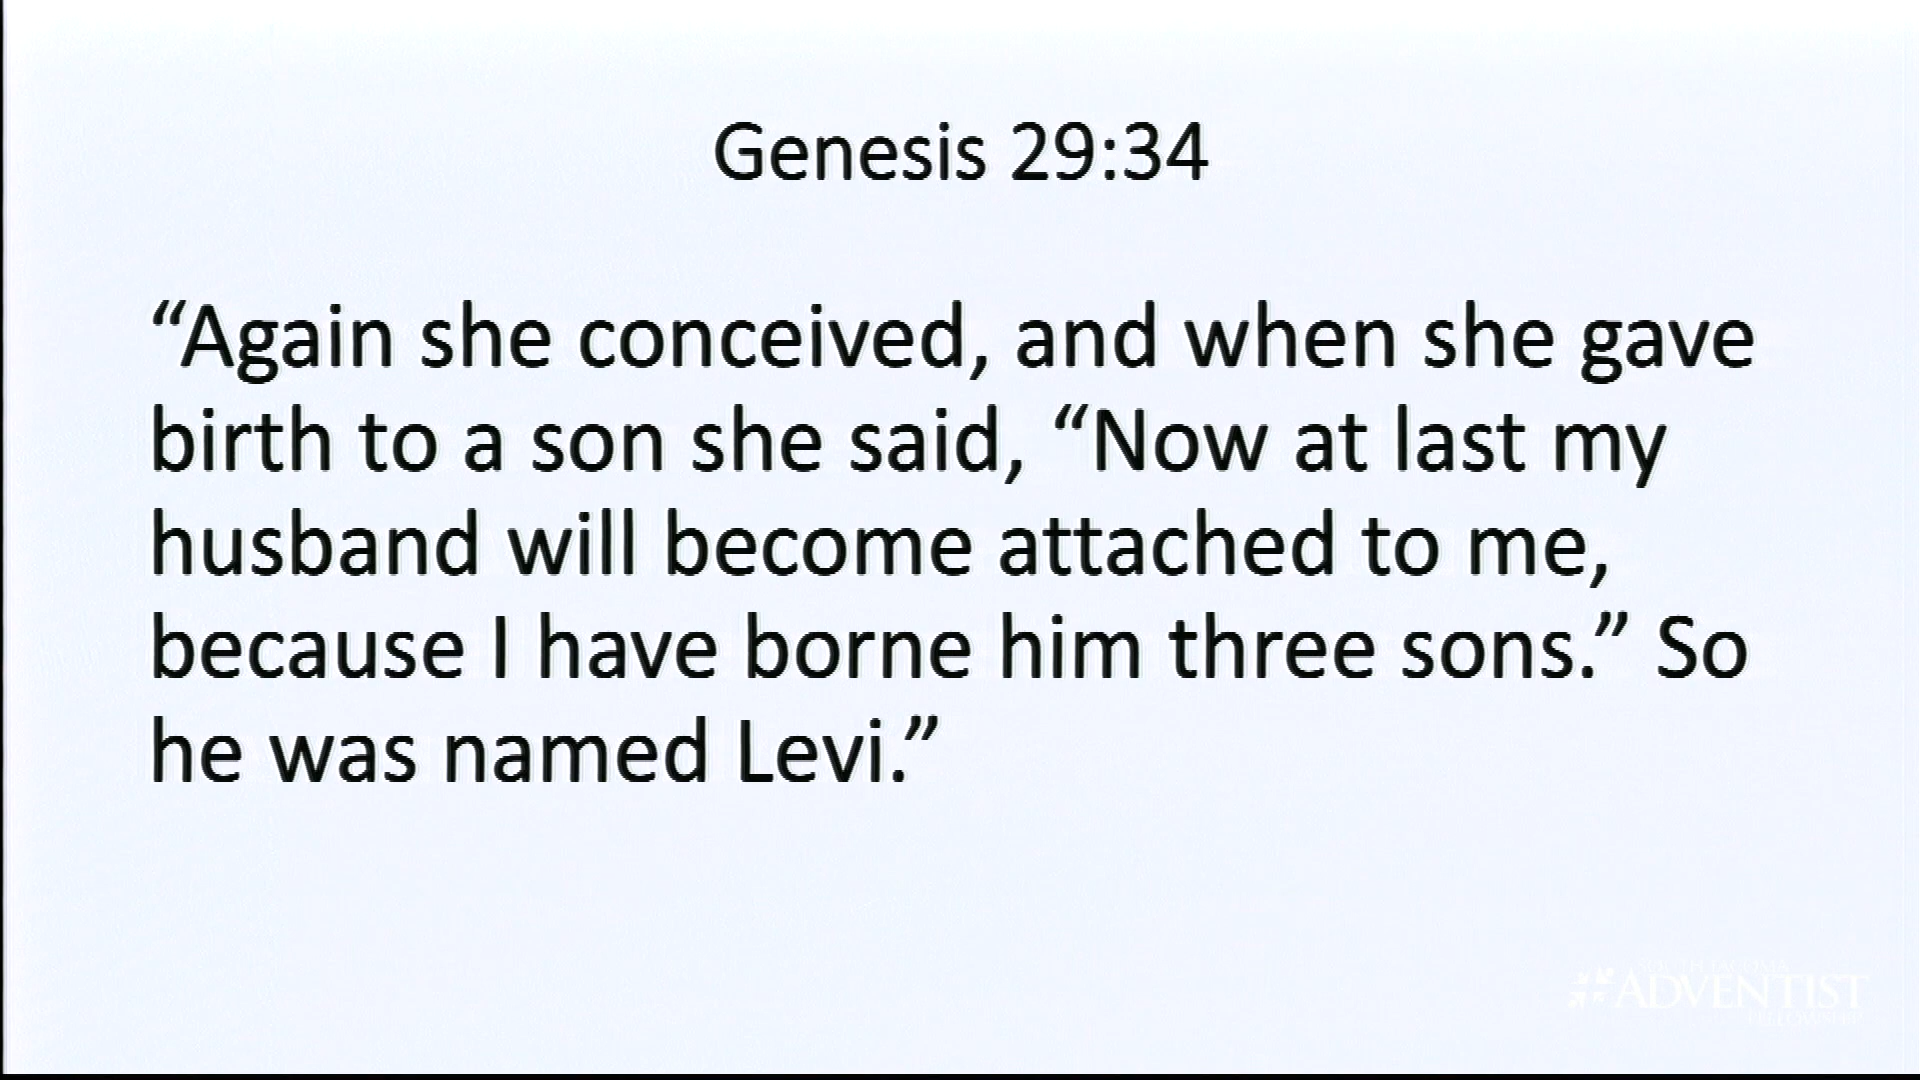 Genesis 29:34
“Again she conceived, and when she gave
birth to a son she said, “Now at last my
husband will become attached to me,
because I have borne him three sons.” So
he was named Levi.”
ADVENTIST